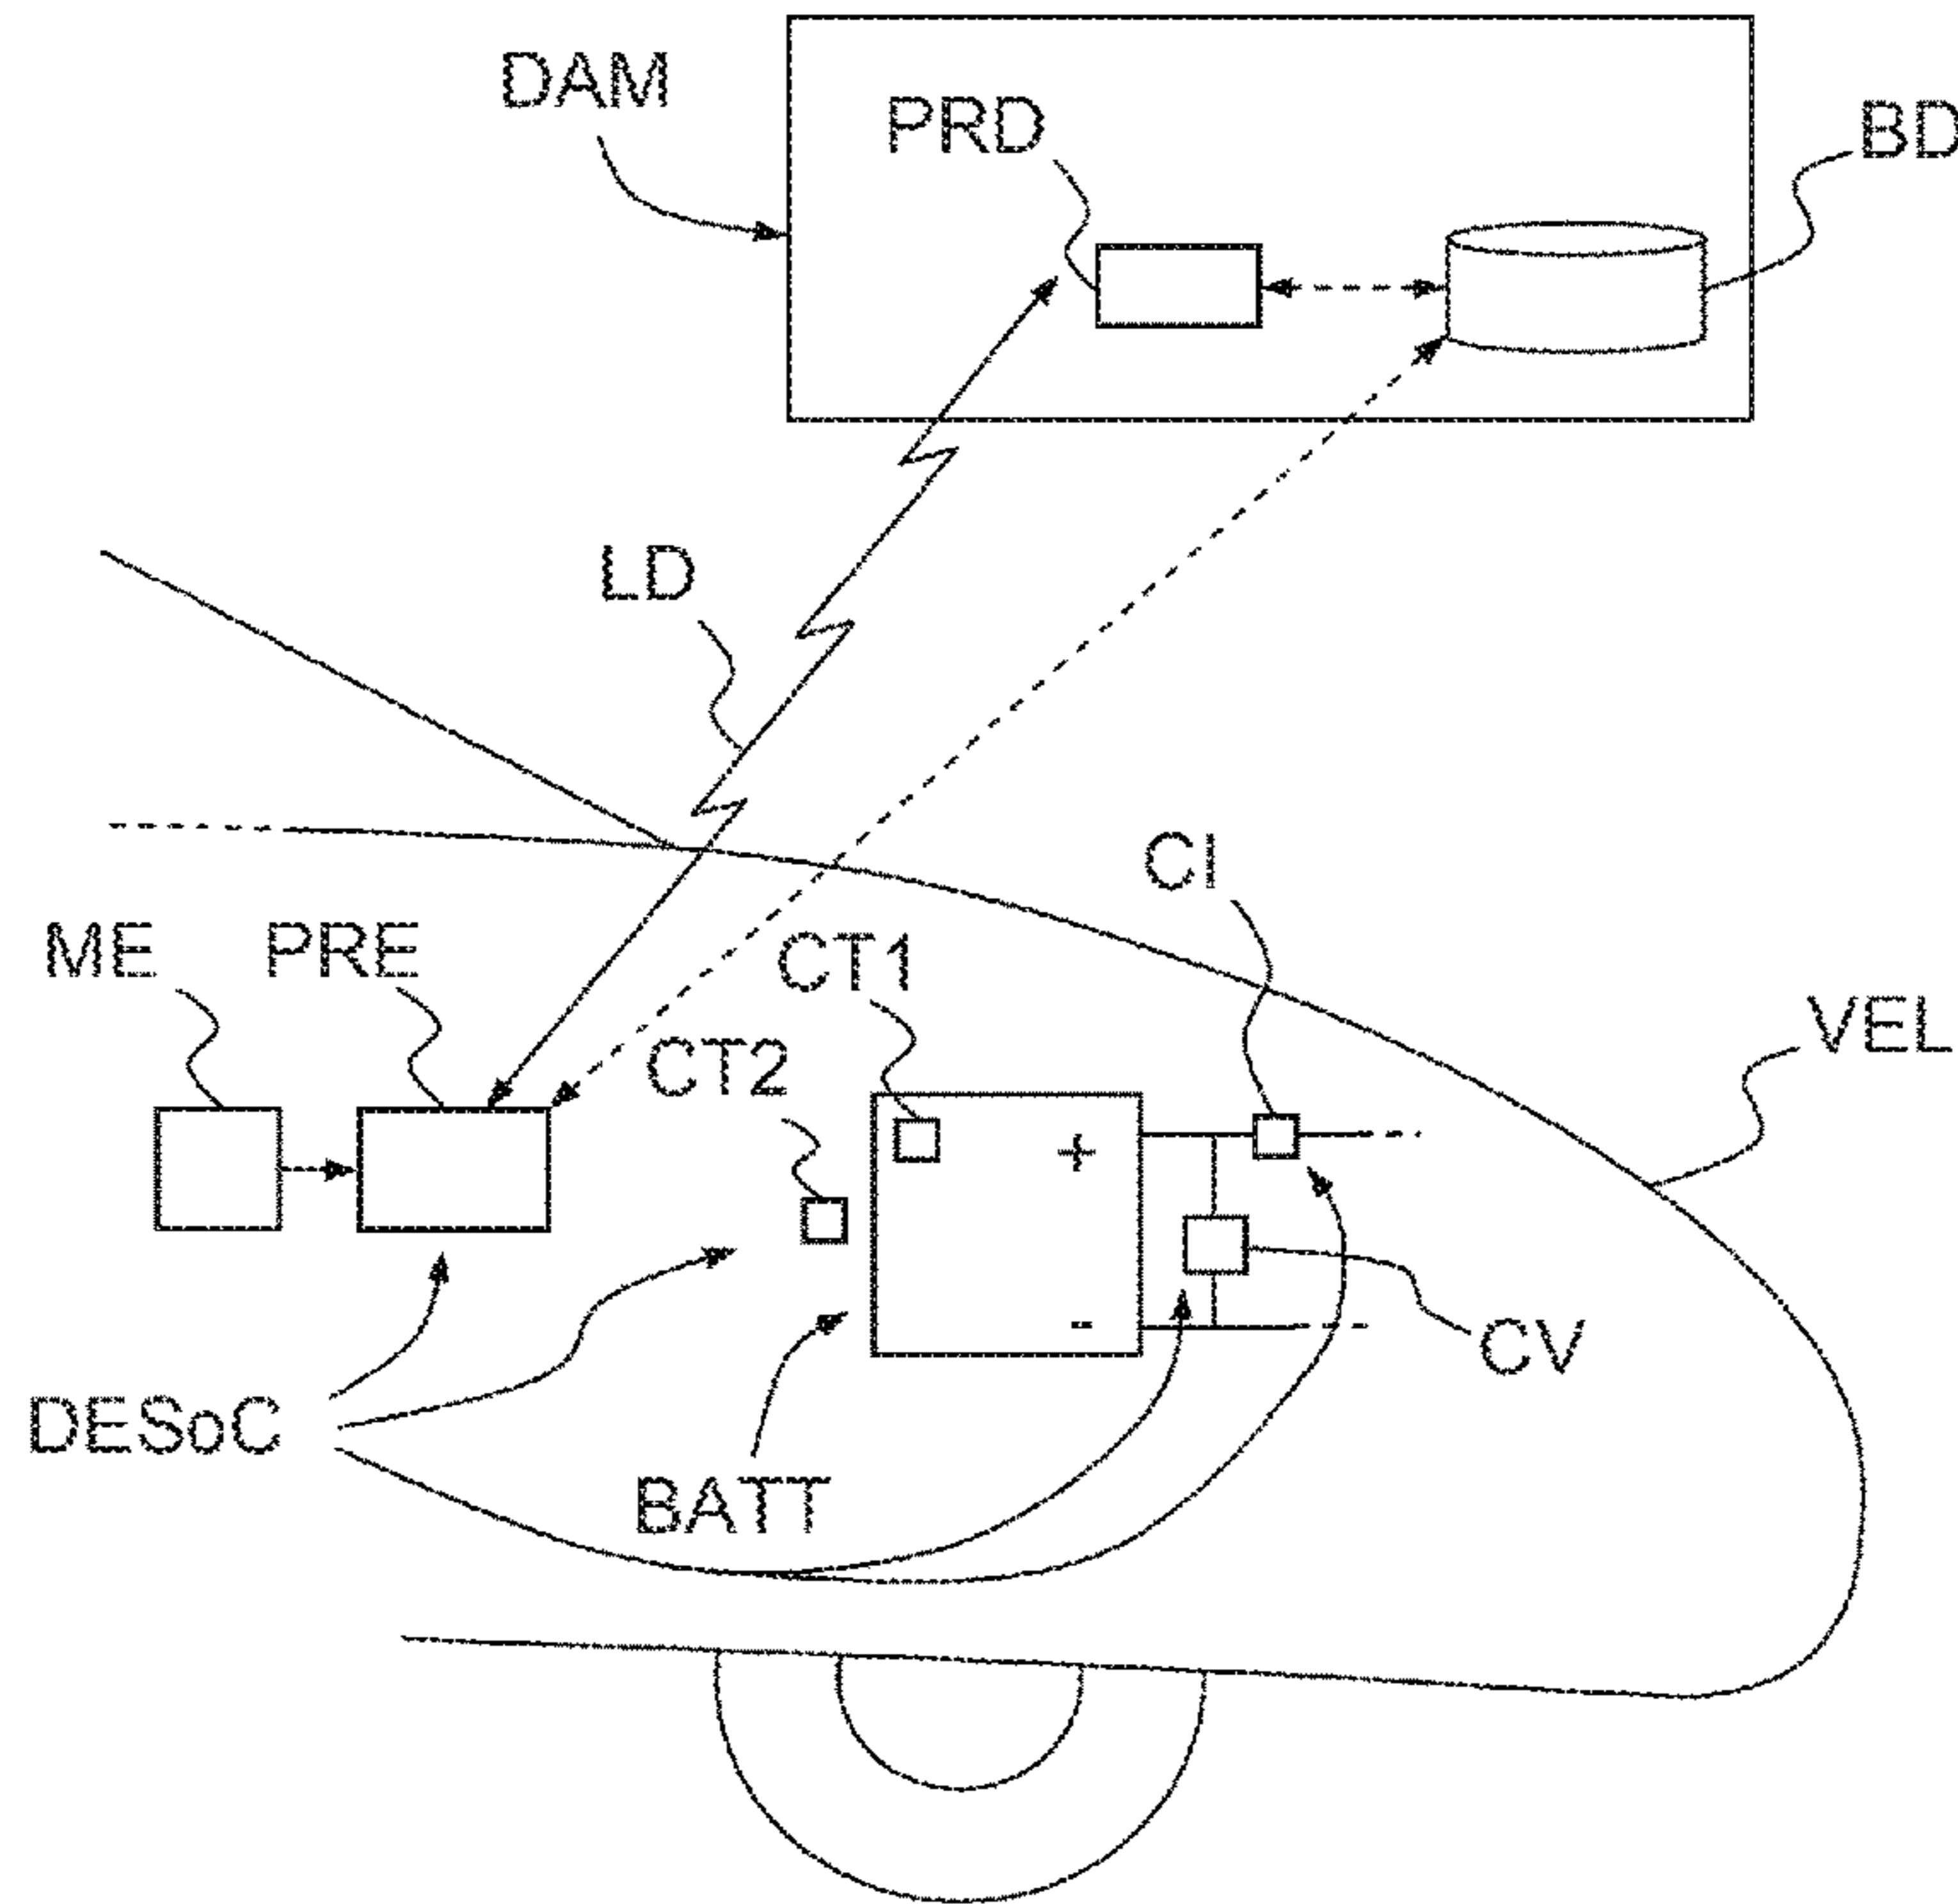 DAM
PRD
BD
LD
CI
ME
PRE
CT1
CT2
VEL
+
-
CV
DESoC
BATT